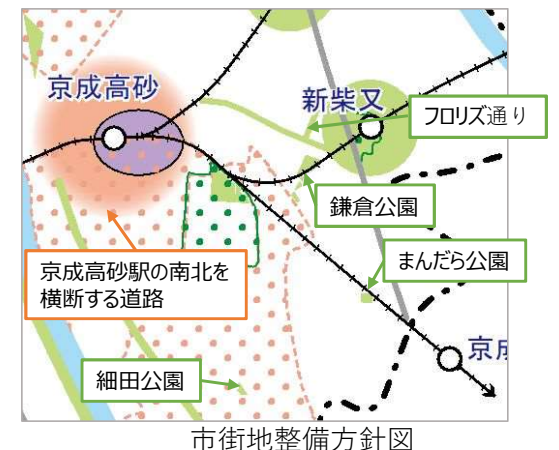 京成高砂
新柴又
フロリズ通り
鎌倉公園
京成高砂駅の南北を
横断する道路
まんだら公園
京
細田公園
市街地整備方針図